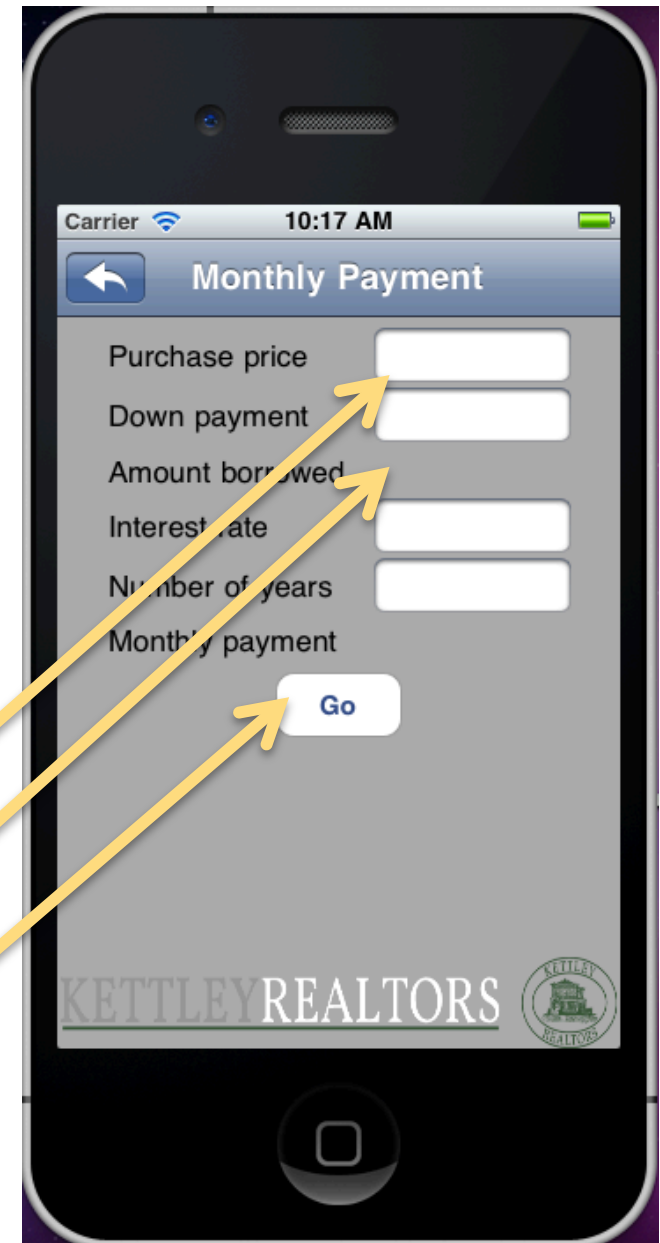 Carrier 10:17 AM
Monthly Payment
Purchase price
Down payment
Amount borrowed
Interest rate
Number of years
Monthly payment
Go
KETTLEYREALTORS
KETTLEY
REALTORS